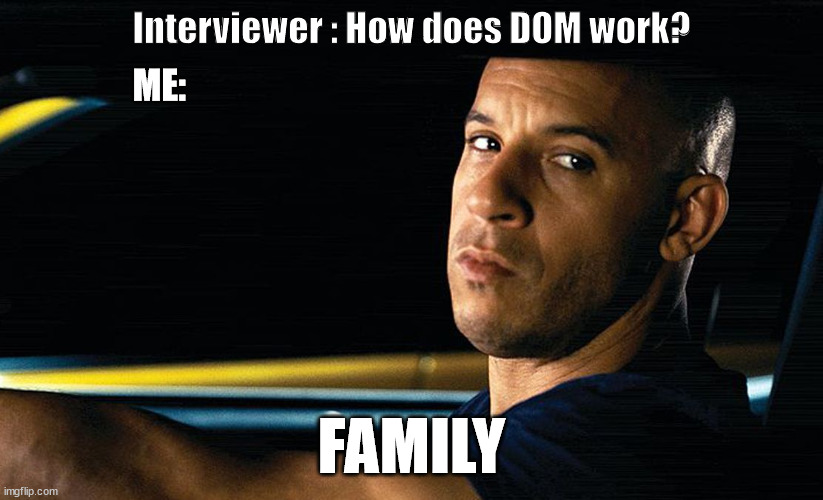 Interviewer : How does DOM work?
ME:
FAMILY
imgflip.com